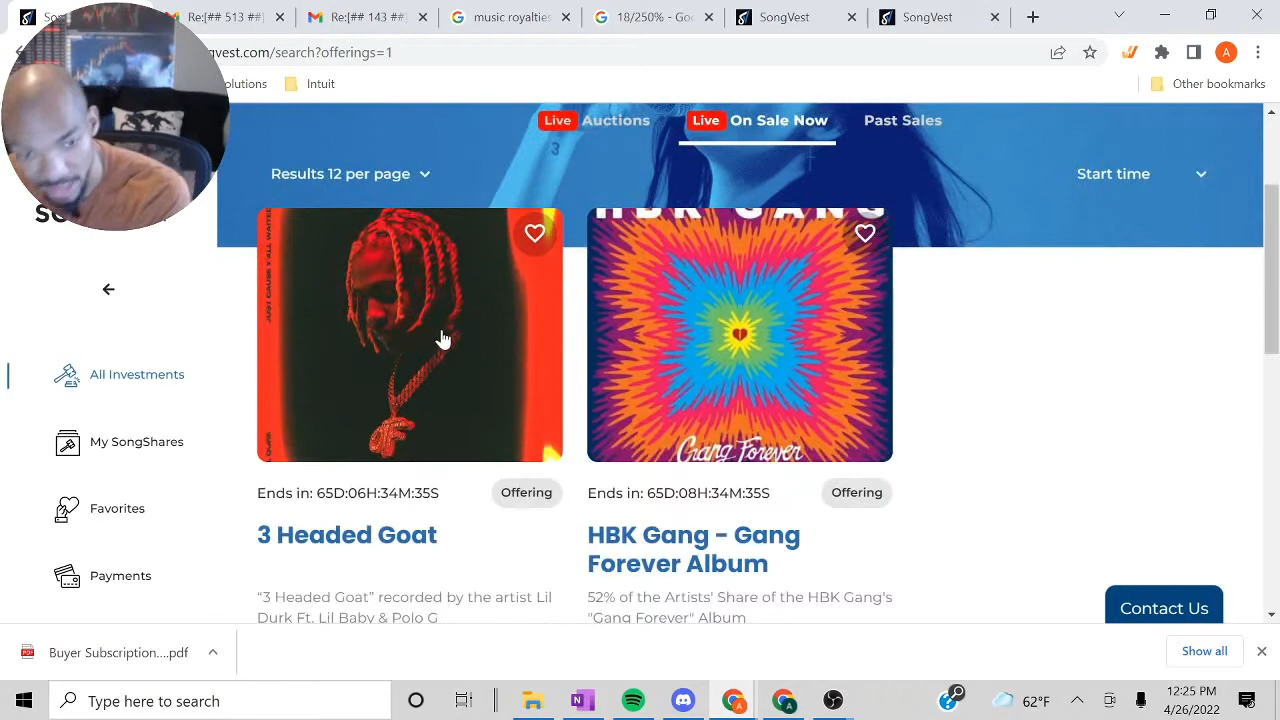 Re:[## 513 ##]
Re:[## 143 ##]
18/250% - Goo
vest.com/search?offerings=1
olutions
Intuit
Other bookmarks
Live Auctions
Live On Sale Now
Past Sales
Results 12 per page
Start time
All Investments
My SongShares
Favorites
Payments
HBK GANG
Gang Forever
Ends in: 65D:06H:34M:35S
Offering
Ends in: 65D:08H:34M:35S
Offering
3 Headed Goat
HBK Gang - Gang
Forever Album
“3 Headed Goat” recorded by the artist Lil
Durk Ft. Lil Baby & Polo G
52% of the Artists' Share of the HBK Gang's
"Gang Forever" Album
Contact Us
Buyer Subscription....pdf
Show all
Type here to search
62°F
12:25 PM
4/26/2022